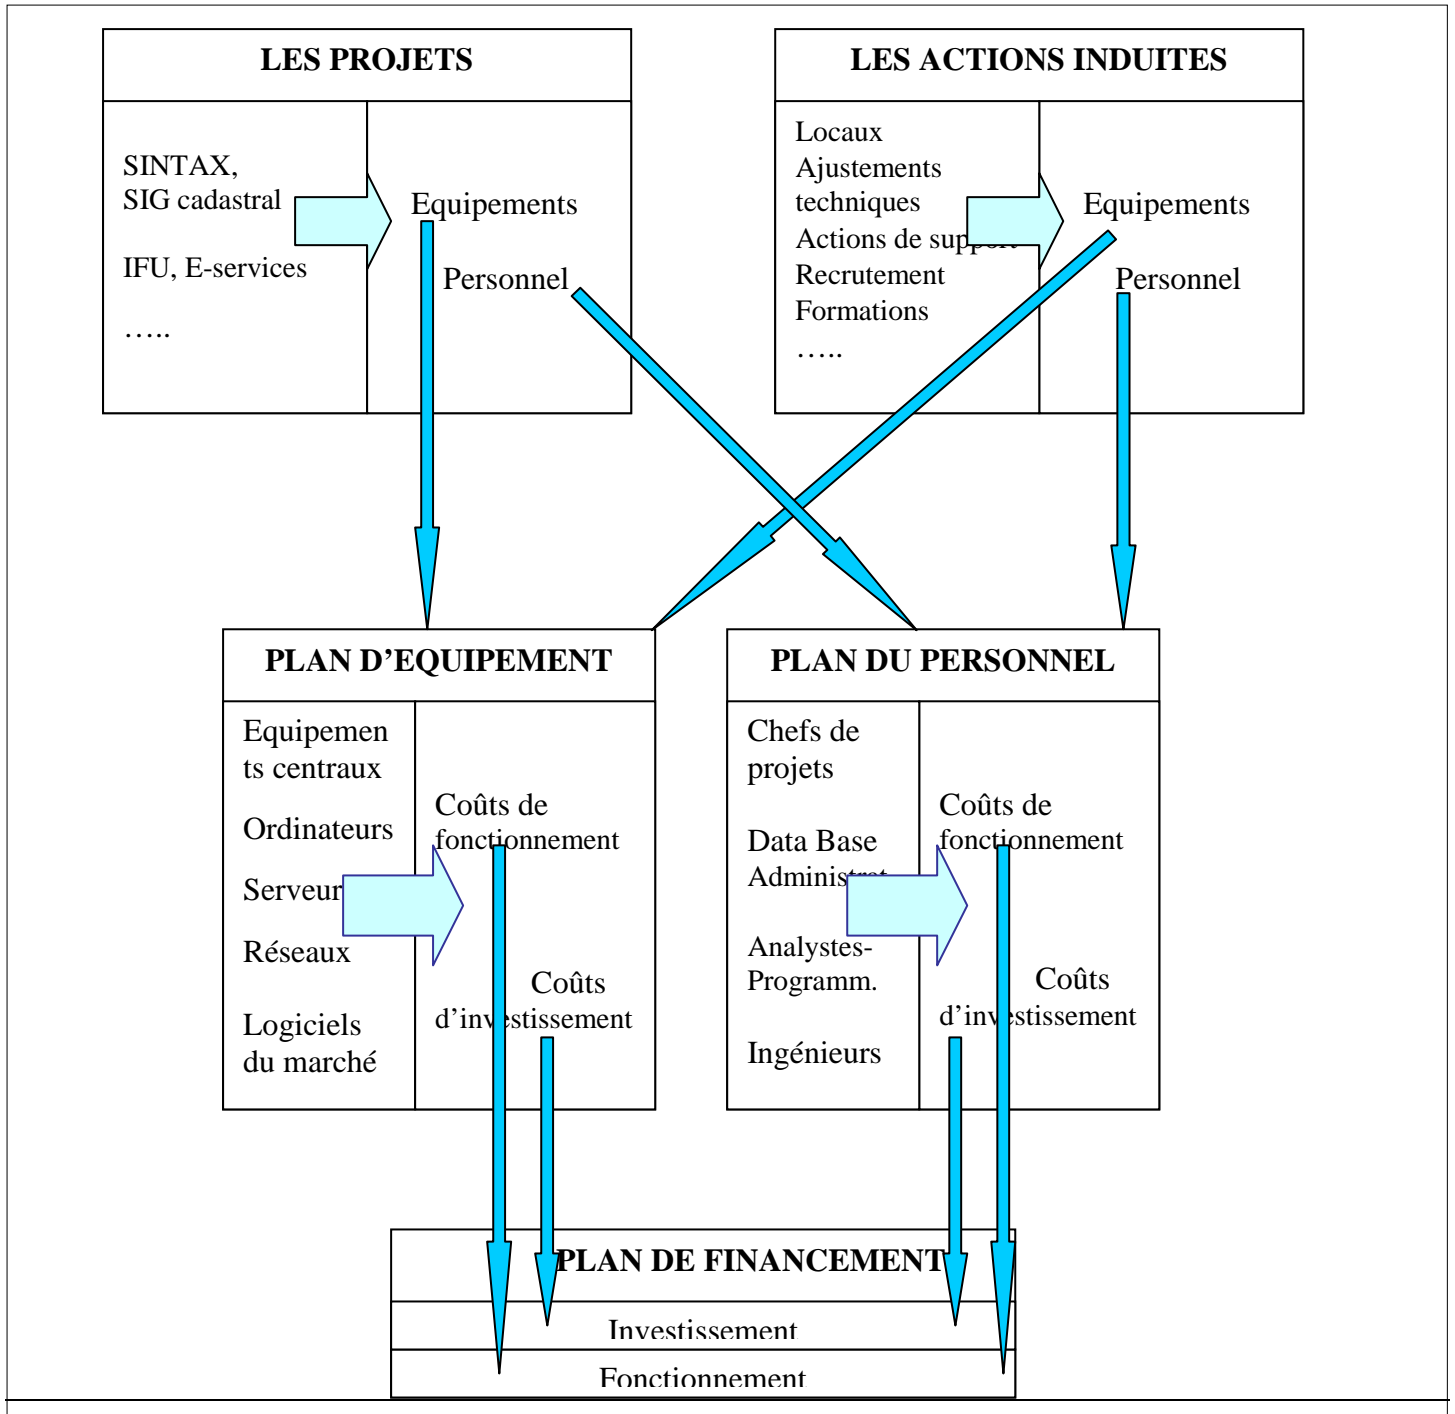 LES PROJETS
SINTAX,
SIG cadastral
IFU, E-services
…..
Equipements
Personnel
LES ACTIONS INDUITES
Locaux
Ajustements
techniques
Actions de support
Recrutement
Formations
…..
Equipements
Personnel
PLAN D’EQUIPEMENT
Equipemen
ts centraux
Ordinateurs
Serveur
Réseaux
Logiciels
du marché
Coûts de
fonctionnement
Coûts
d’investissement
PLAN DU PERSONNEL
Chefs de
projets
Data Base
Administrat
Analystes-
Programm.
Ingénieurs
Coûts de
fonctionnement
Coûts
d’investissement
PLAN DE FINANCEMENT
Investissement
Fonctionnement